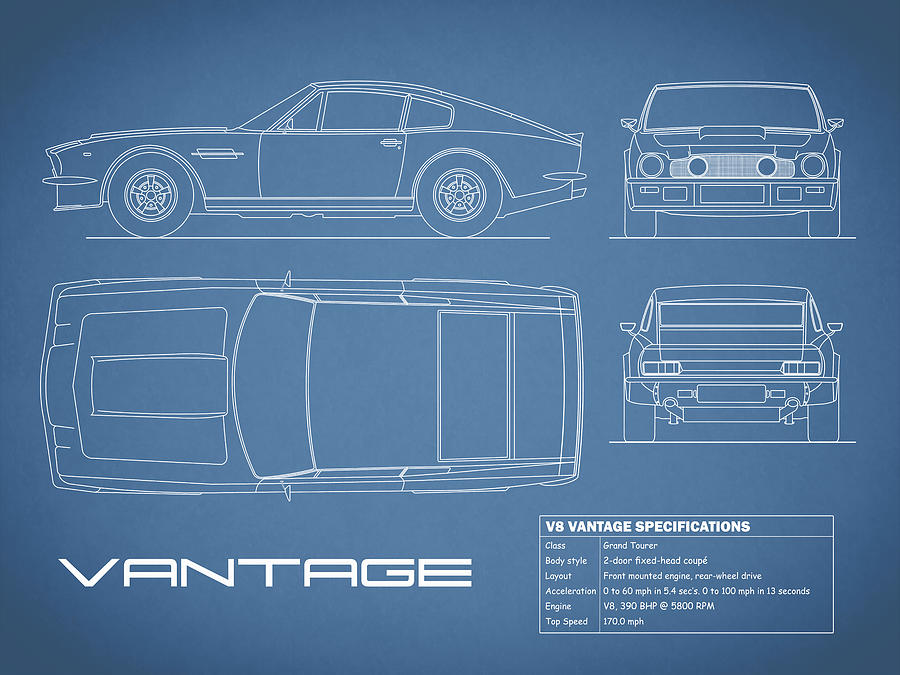 VANTAGE
V8 VANTAGE SPECIFICATIONS
Class Grand Tourer
Body style 2-door fixed-head coupé
Layout Front mounted engine, rear-wheel drive
Acceleration 0 to 60 mph in 5.4 sec's. 0 to 100 mph in 13 seconds
Engine V8, 390 BHP @ 5800 RPM
Top Speed 170.0 mph